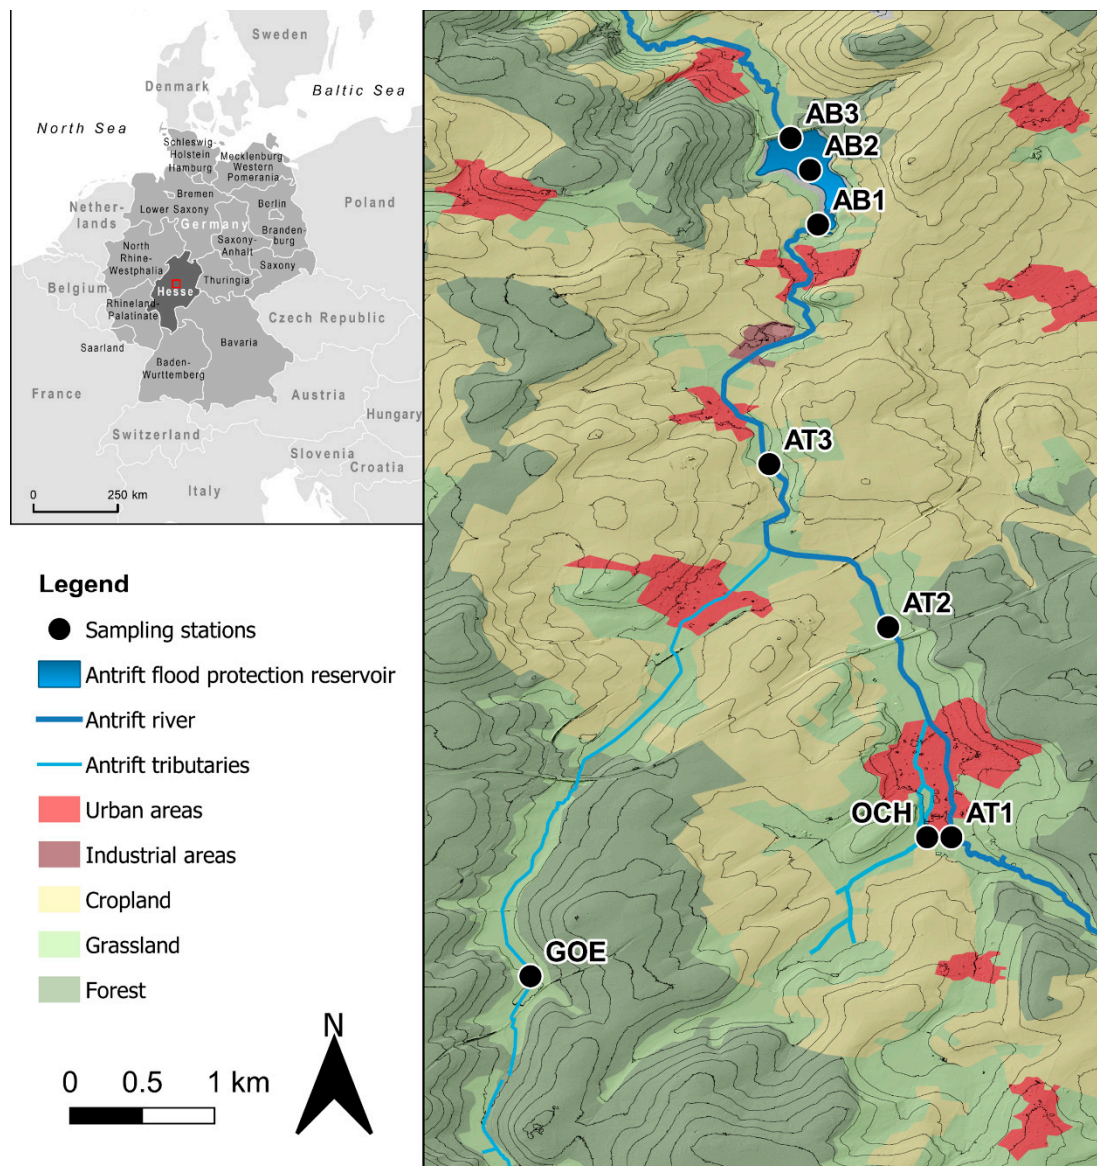 Sweden
Denmark
Baltic Sea
North Sea
Schleswig-
Holstein
Hamburg
Mecklenburg
Western
Pomerania
Bremen
Lower Saxony
Berlin
Nether-
lands
Poland
Germany
Branden-
burg
North
Rhine-
Westphalia
Saxony-
Anhalt
Saxony
Belgium
Hesse
Thuringia
Rhineland-
Palatinate
Czech Republic
Saarland
Bavaria
Baden-
Wurttemberg
France
Austria
Hungary
Switzerland
Slovenia
Croatia
Italy
0 250 km
Legend
Sampling stations
Antrift flood protection reservoir
Antrift river
Antrift tributaries
Urban areas
Industrial areas
Cropland
Grassland
Forest
N
0 0.5 1 km
AB3
AB2
AB1
AT3
AT2
OCH
AT1
GOE